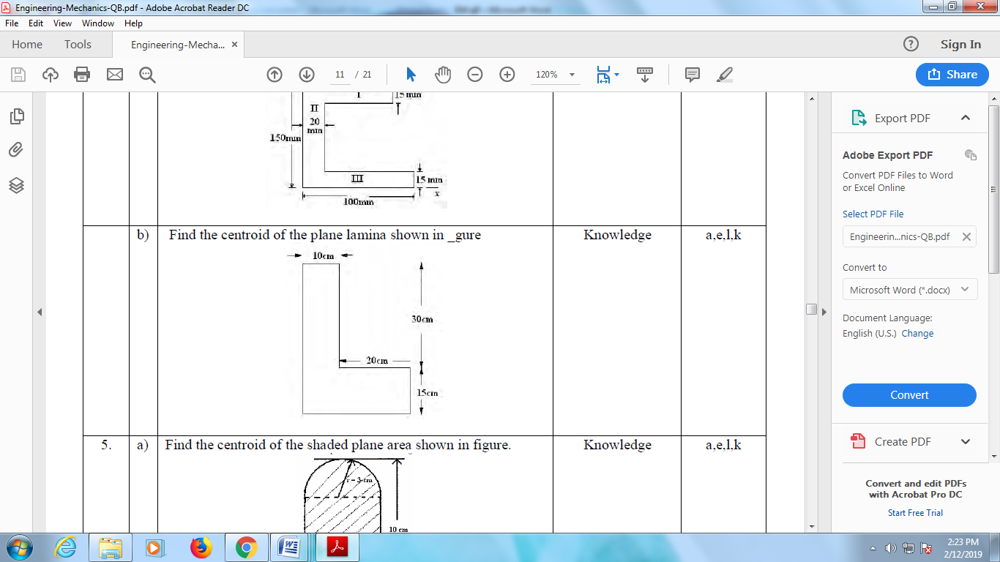 Engineering-Mechanics-QB.pdf - Adobe Acrobat Reader DC
File Edit View Window Help
Home Tools Engineering-Mecha... × Sign In
11 / 21 120% Share
I 15 mm
II
20
mm
150mm
III 15 mm
x
100mm
b) Find the centroid of the plane lamina shown in _gure Knowledge a,e,l,k
10cm
30cm
20cm
15cm
5. a) Find the centroid of the shaded plane area shown in figure. Knowledge a,e,l,k
r = 3 cm
10 cm
Export PDF
Adobe Export PDF
Convert PDF Files to Word
or Excel Online
Select PDF File
Engineerin...nics-QB.pdf
Convert to
Microsoft Word (*.docx)
Document Language:
English (U.S.) Change
Convert
Create PDF
Convert and edit PDFs
with Acrobat Pro DC
Start Free Trial
2:23 PM
2/12/2019